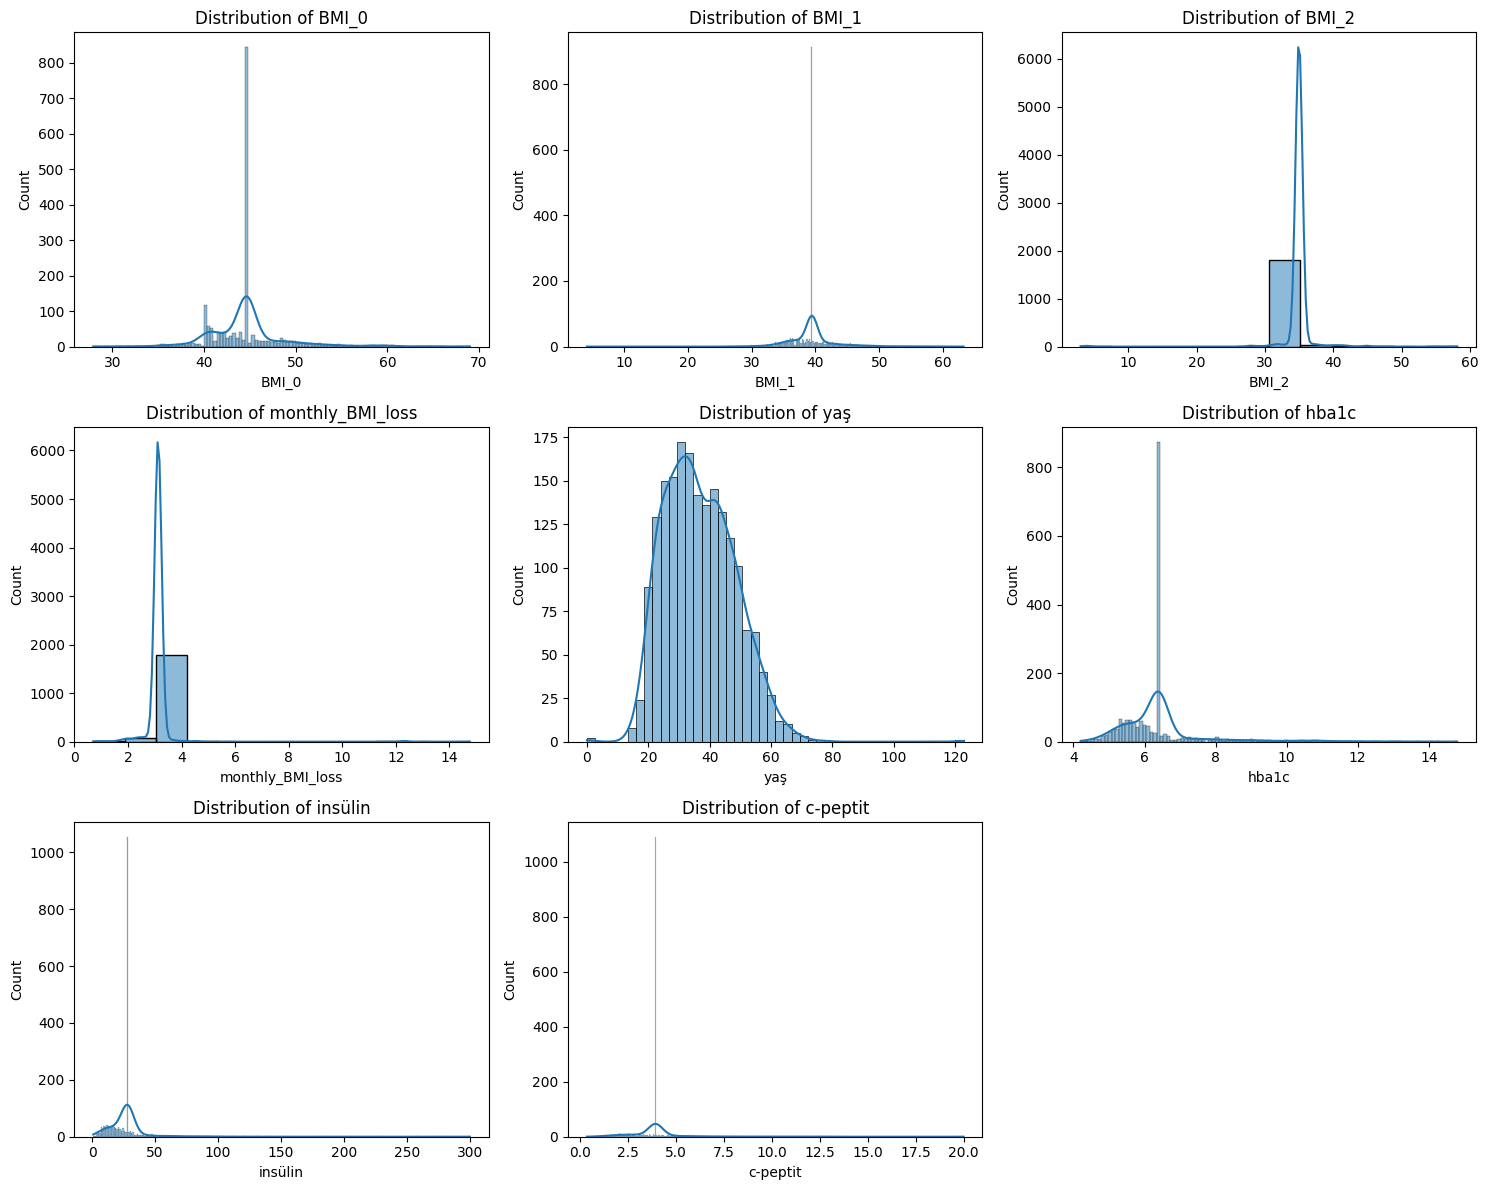 Distribution of BMI_0
Count
800
700
600
500
400
300
200
100
0
30 40 50 60 70
BMI_0
Distribution of BMI_1
Count
800
600
400
200
0
10 20 30 40 50 60
BMI_1
Distribution of BMI_2
Count
6000
5000
4000
3000
2000
1000
0
10 20 30 40 50 60
BMI_2
Distribution of monthly_BMI_loss
Count
6000
5000
4000
3000
2000
1000
0
0 2 4 6 8 10 12 14
monthly_BMI_loss
Distribution of yaş
Count
175
150
125
100
75
50
25
0
0 20 40 60 80 100 120
yaş
Distribution of hba1c
Count
800
600
400
200
0
4 6 8 10 12 14
hba1c
Distribution of insülin
Count
1000
800
600
400
200
0
0 50 100 150 200 250 300
insülin
Distribution of c-peptit
Count
1000
800
600
400
200
0
0.0 2.5 5.0 7.5 10.0 12.5 15.0 17.5 20.0
c-peptit